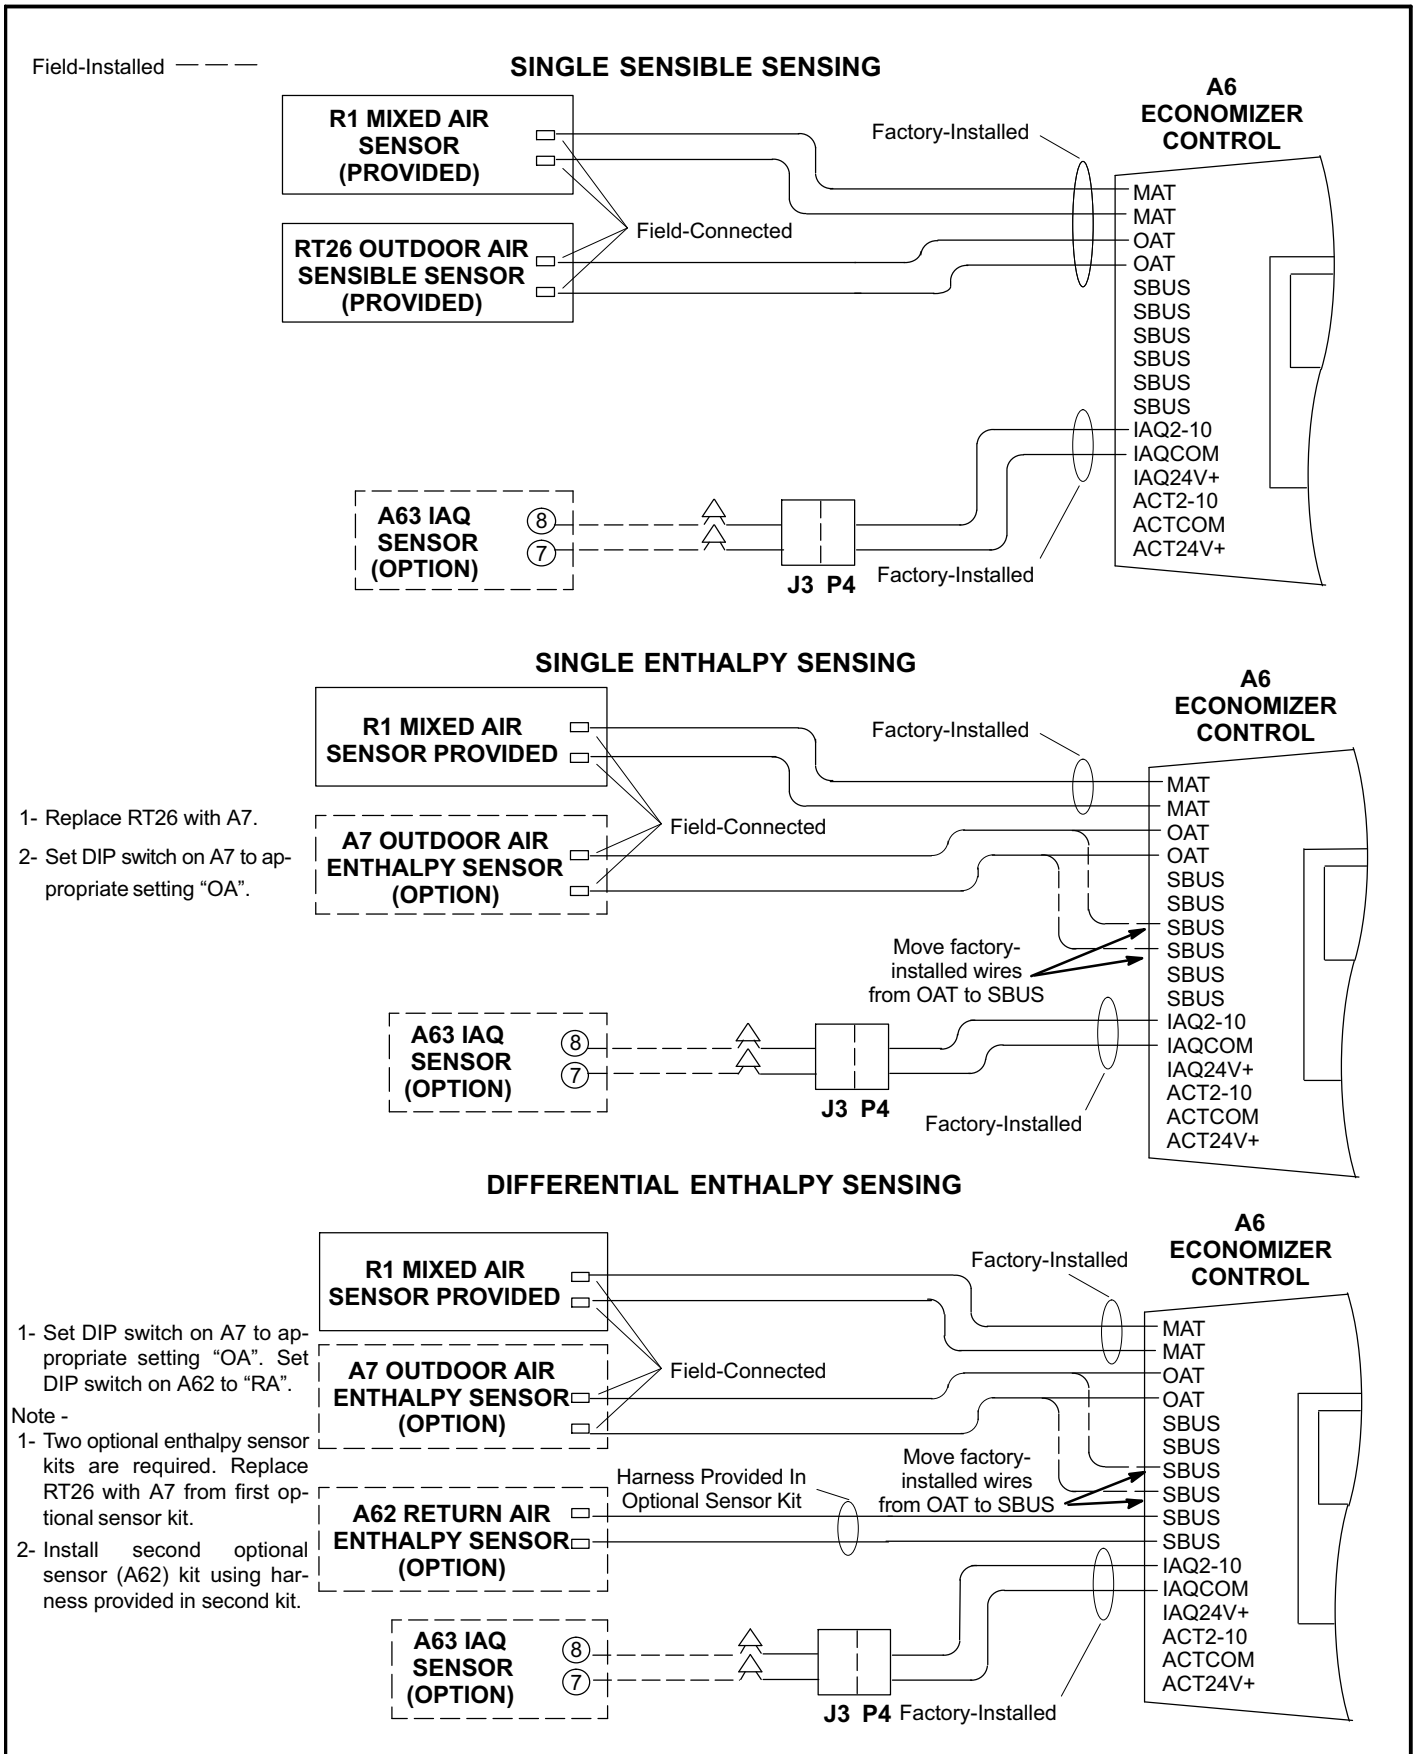 Field-Installed
SINGLE SENSIBLE SENSING
R1 MIXED AIR
SENSOR
(PROVIDED)
Factory-Installed
A6
ECONOMIZER
CONTROL
RT26 OUTDOOR AIR
SENSIBLE SENSOR
(PROVIDED)
Field-Connected
MAT
MAT
OAT
OAT
SBUS
SBUS
SBUS
SBUS
SBUS
SBUS
IAQ2-10
IAQCOM
IAQ24V+
ACT2-10
ACTCOM
ACT24V+
A63 IAQ
SENSOR
(OPTION)
8
7
J3 P4
Factory-Installed
SINGLE ENTHALPY SENSING
R1 MIXED AIR
SENSOR PROVIDED
Factory-Installed
A6
ECONOMIZER
CONTROL
1- Replace RT26 with A7.
2- Set DIP switch on A7 to ap-
propriate setting “OA”.
A7 OUTDOOR AIR
ENTHALPY SENSOR
(OPTION)
Field-Connected
MAT
MAT
OAT
OAT
SBUS
SBUS
SBUS
SBUS
SBUS
SBUS
IAQ2-10
IAQCOM
IAQ24V+
ACT2-10
ACTCOM
ACT24V+
Move factory-
installed wires
from OAT to SBUS
A63 IAQ
SENSOR
(OPTION)
8
7
J3 P4
Factory-Installed
DIFFERENTIAL ENTHALPY SENSING
R1 MIXED AIR
SENSOR PROVIDED
Factory-Installed
A6
ECONOMIZER
CONTROL
1- Set DIP switch on A7 to ap-
propriate setting “OA”. Set
DIP switch on A62 to “RA”.
Note -
1- Two optional enthalpy sensor
kits are required. Replace
RT26 with A7 from first op-
tional sensor kit.
2- Install second optional
sensor (A62) kit using har-
ness provided in second kit.
A7 OUTDOOR AIR
ENTHALPY SENSOR
(OPTION)
Field-Connected
MAT
MAT
OAT
OAT
SBUS
SBUS
SBUS
SBUS
SBUS
SBUS
IAQ2-10
IAQCOM
IAQ24V+
ACT2-10
ACTCOM
ACT24V+
Move factory-
installed wires
from OAT to SBUS
Harness Provided In
Optional Sensor Kit
A62 RETURN AIR
ENTHALPY SENSOR
(OPTION)
A63 IAQ
SENSOR
(OPTION)
8
7
J3 P4
Factory-Installed